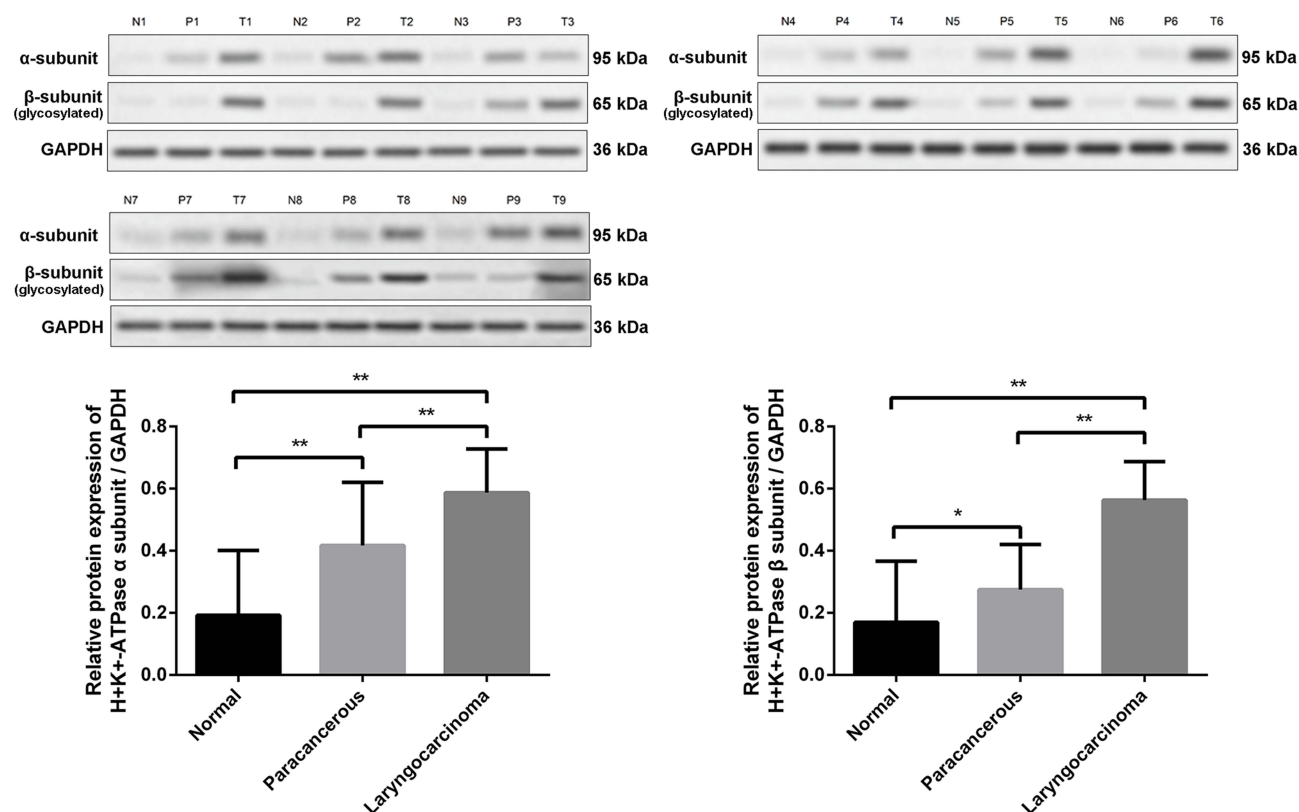 N1 P1 T1 N2 P2 T2 N3 P3 T3
α-subunit 95 kDa
β-subunit 65 kDa
(glycosylated)
GAPDH 36 kDa
N4 P4 T4 N5 P5 T5 N6 P6 T6
α-subunit 95 kDa
β-subunit 65 kDa
(glycosylated)
GAPDH 36 kDa
N7 P7 T7 N8 P8 T8 N9 P9 T9
α-subunit 95 kDa
β-subunit 65 kDa
(glycosylated)
GAPDH 36 kDa
Relative protein expression of
H+K+-ATPase α subunit / GAPDH
0.8
0.6
0.4
0.2
0.0
**
**
**
Normal
Paracancerous
Laryngocarcinoma
Relative protein expression of
H+K+-ATPase β subunit / GAPDH
0.8
0.6
0.4
0.2
0.0
**
**
*
Normal
Paracancerous
Laryngocarcinoma